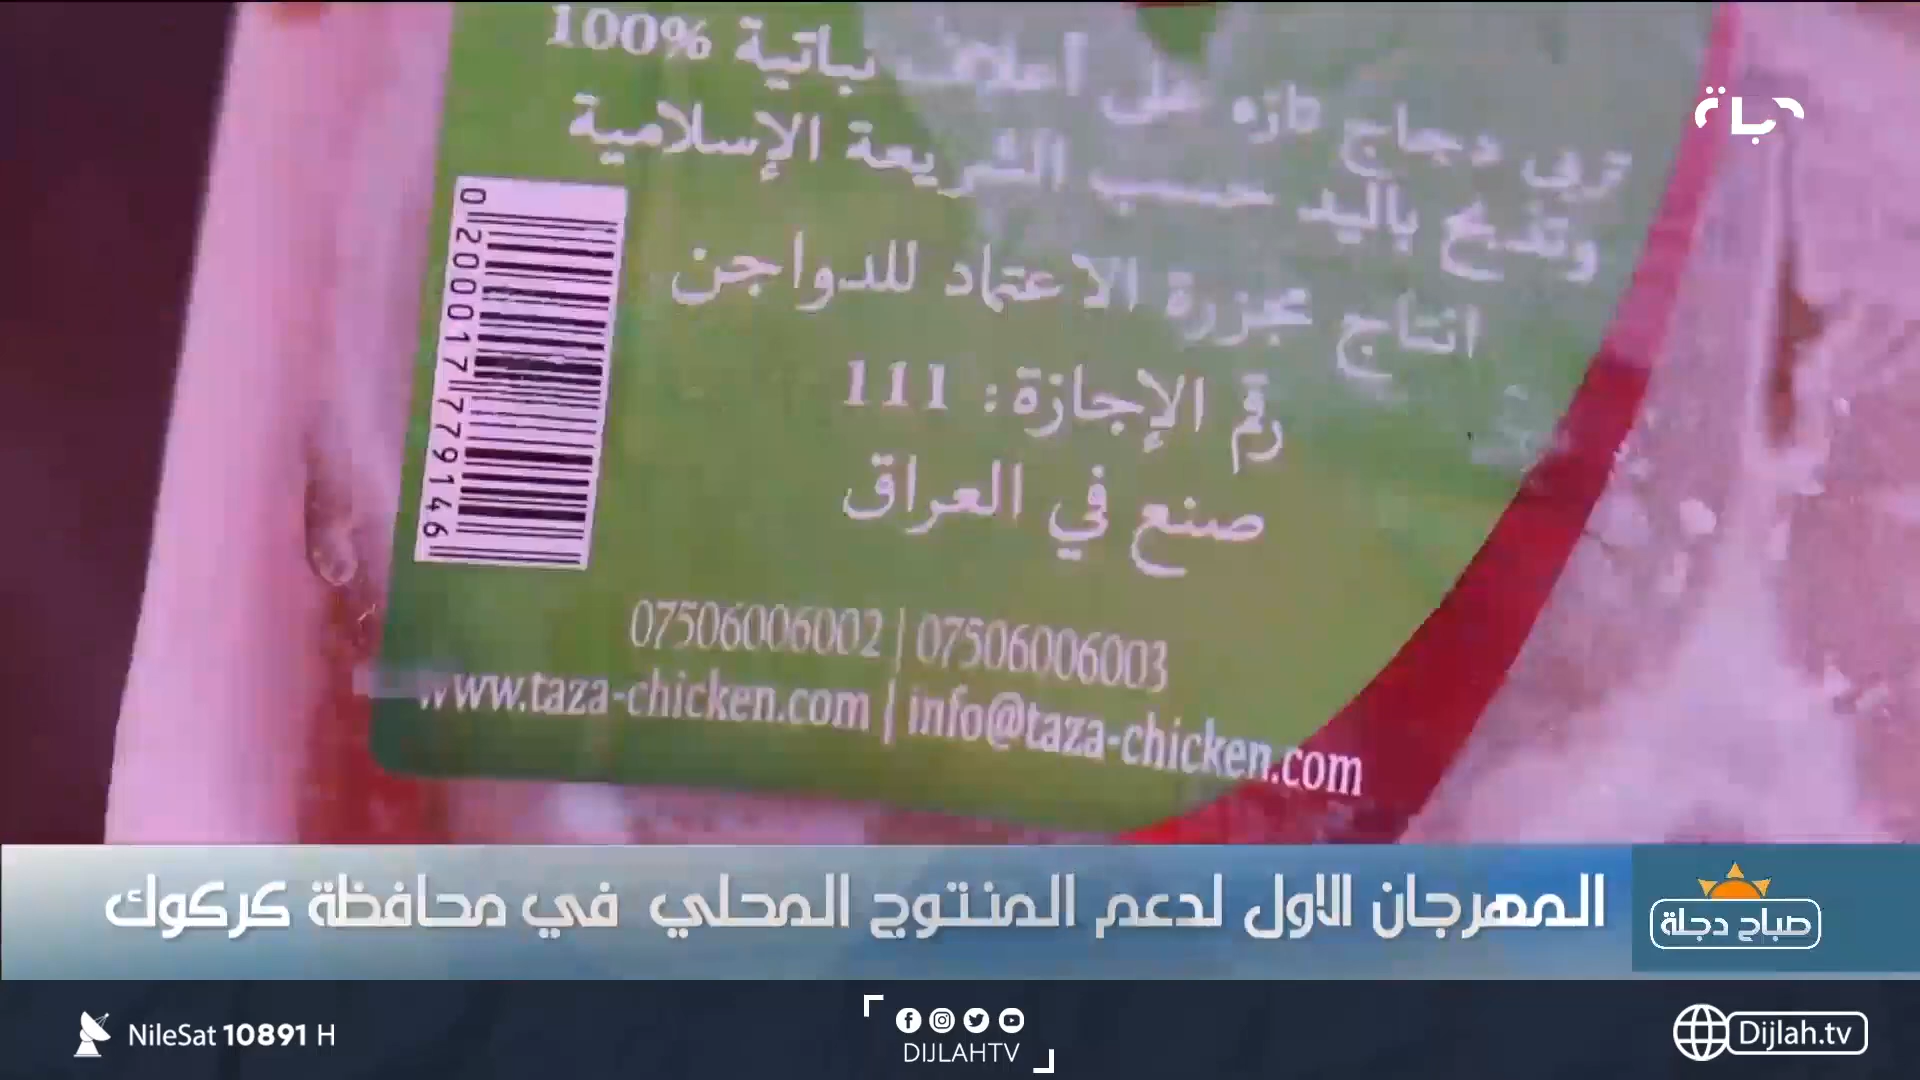 تربى دجاج تازه على أعلاف نباتية 100%
وتذبح باليد حسب الشريعة الإسلامية
انتاج مجزرة الاعتماد للدواجن
رقم الإجازة: 111
صنع في العراق
0200017779146
07506006002 | 07506006003
www.taza-chicken.com | info@taza-chicken.com
المهرجان الاول لدعم المنتوج المحلي في محافظة كركوك
صباح دجلة
NileSat 10891 H
DIJLAHTV
Dijlah.tv